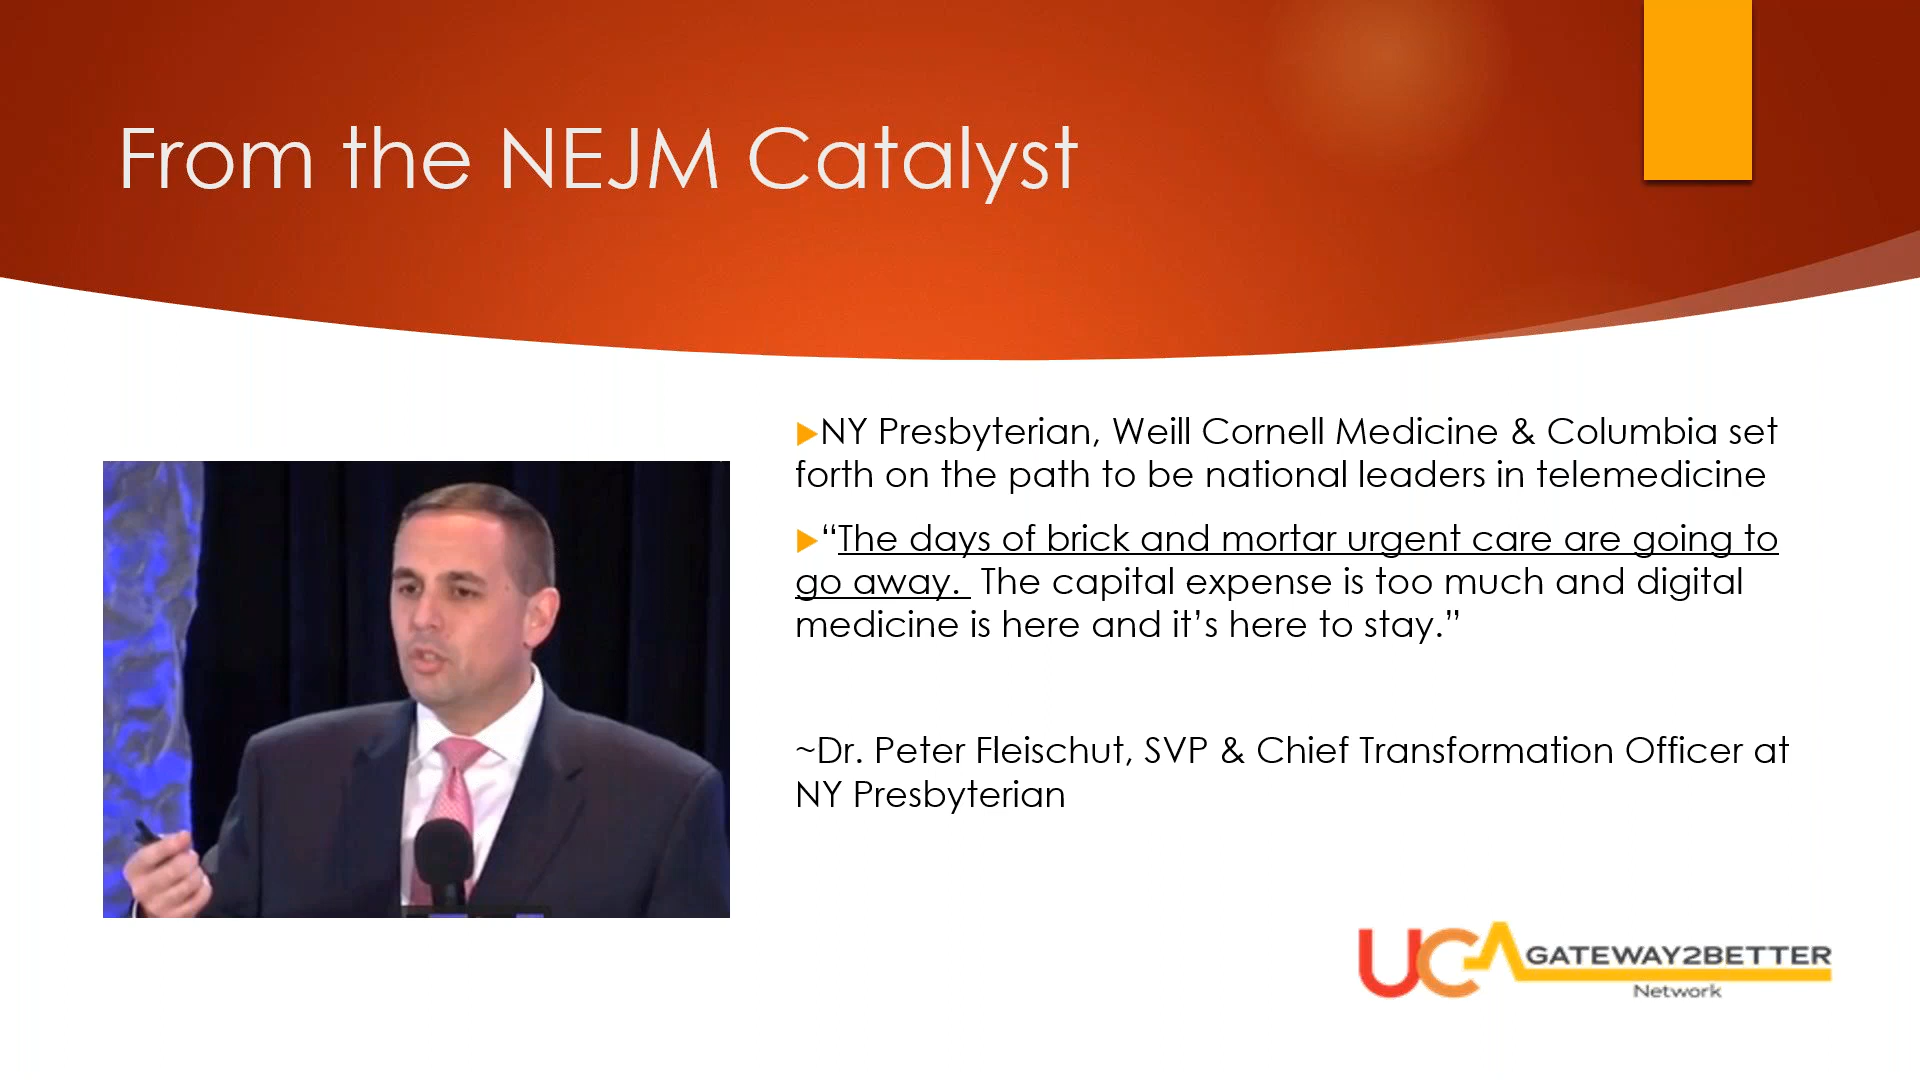 From the NEJM Catalyst
NY Presbyterian, Weill Cornell Medicine & Columbia set
forth on the path to be national leaders in telemedicine
“The days of brick and mortar urgent care are going to
go away.  The capital expense is too much and digital
medicine is here and it’s here to stay.”
~Dr. Peter Fleischut, SVP & Chief Transformation Officer at
NY Presbyterian
UCA GATEWAY2BETTER
Network